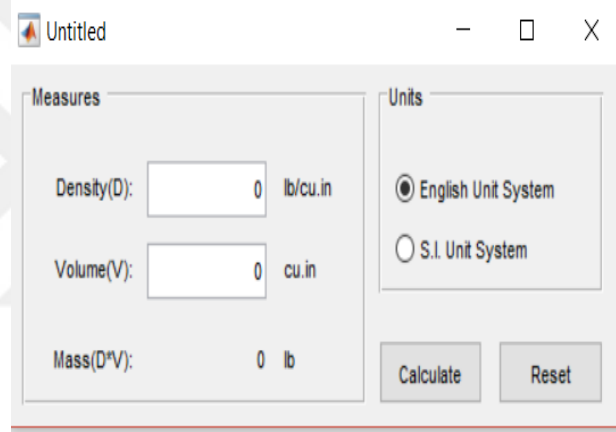 Untitled
Measures
Density(D): 0 lb/cu.in
Volume(V): 0 cu.in
Mass(D*V): 0 lb
Units
English Unit System
S.I. Unit System
Calculate Reset